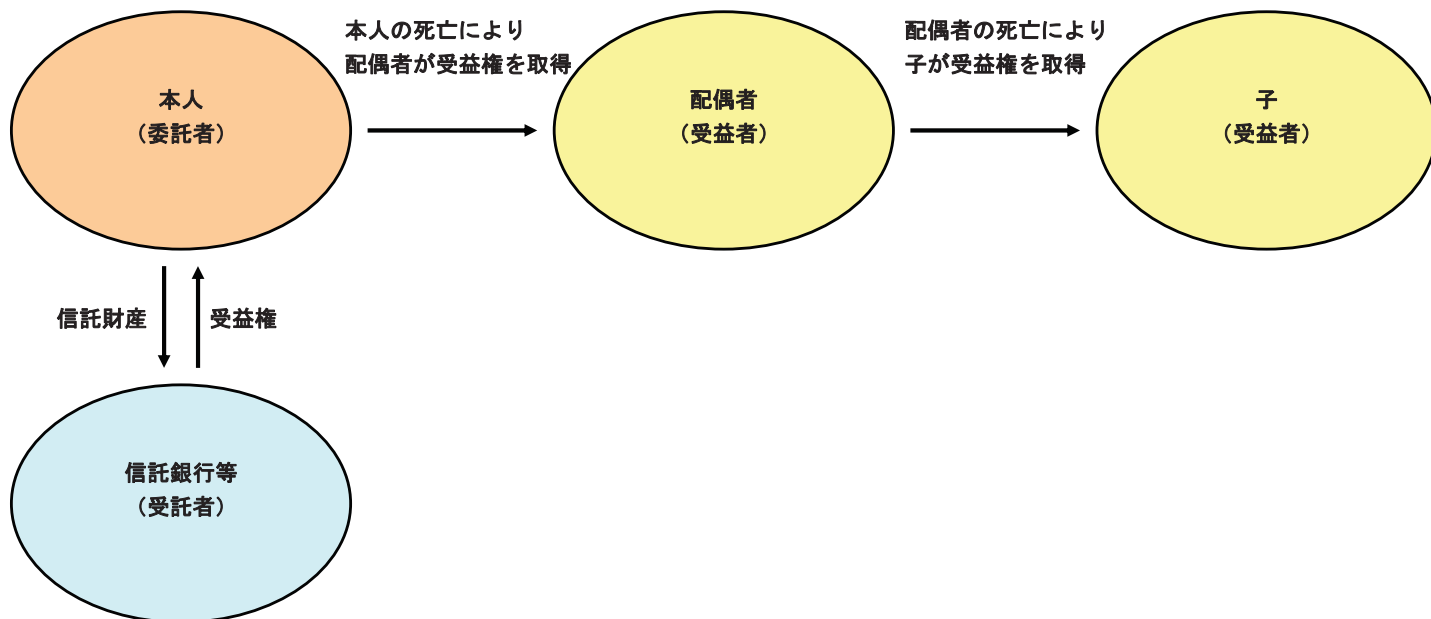 本人の死亡により
配偶者が受益権を取得
配偶者の死亡により
子が受益権を取得
本人
（委託者）
配偶者
（受益者）
子
（受益者）
信託財産
受益権
信託銀行等
（受託者）